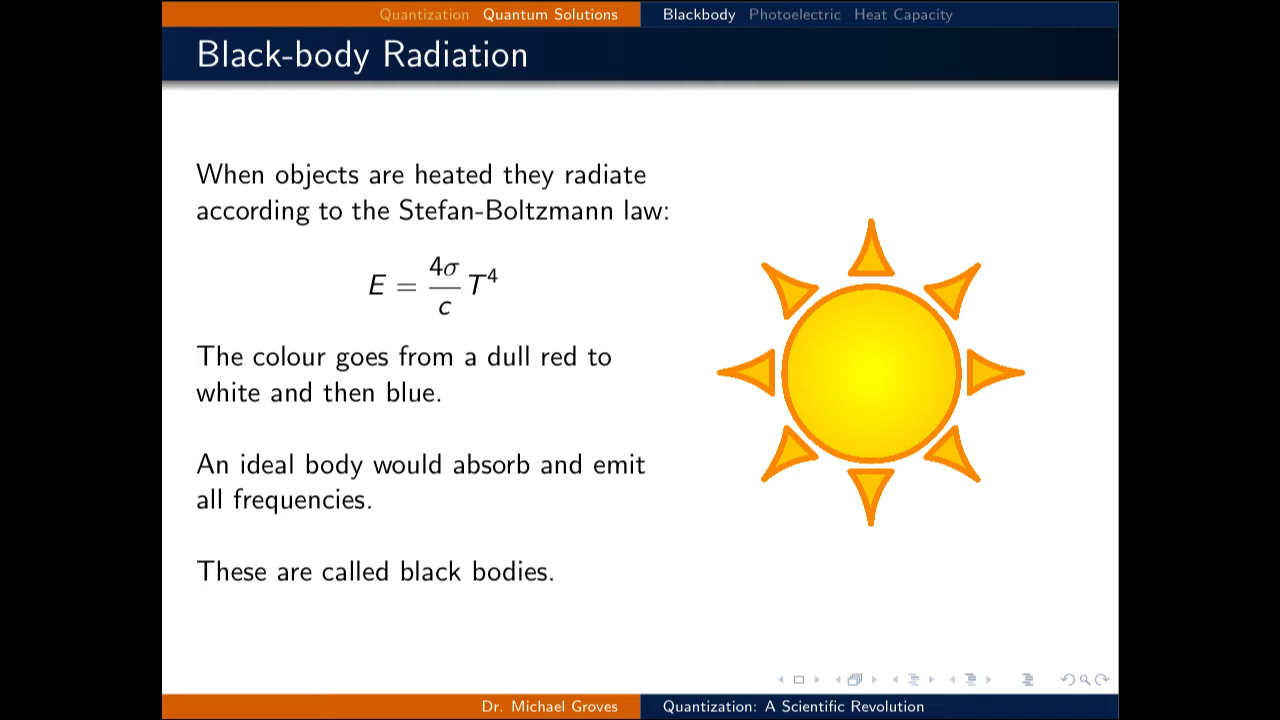 Quantization Quantum Solutions Blackbody Photoelectric Heat Capacity
Black-body Radiation
When objects are heated they radiate
according to the Stefan-Boltzmann law:
E = 4σ/c T⁴
The colour goes from a dull red to
white and then blue.
An ideal body would absorb and emit
all frequencies.
These are called black bodies.
Dr. Michael Groves Quantization: A Scientific Revolution